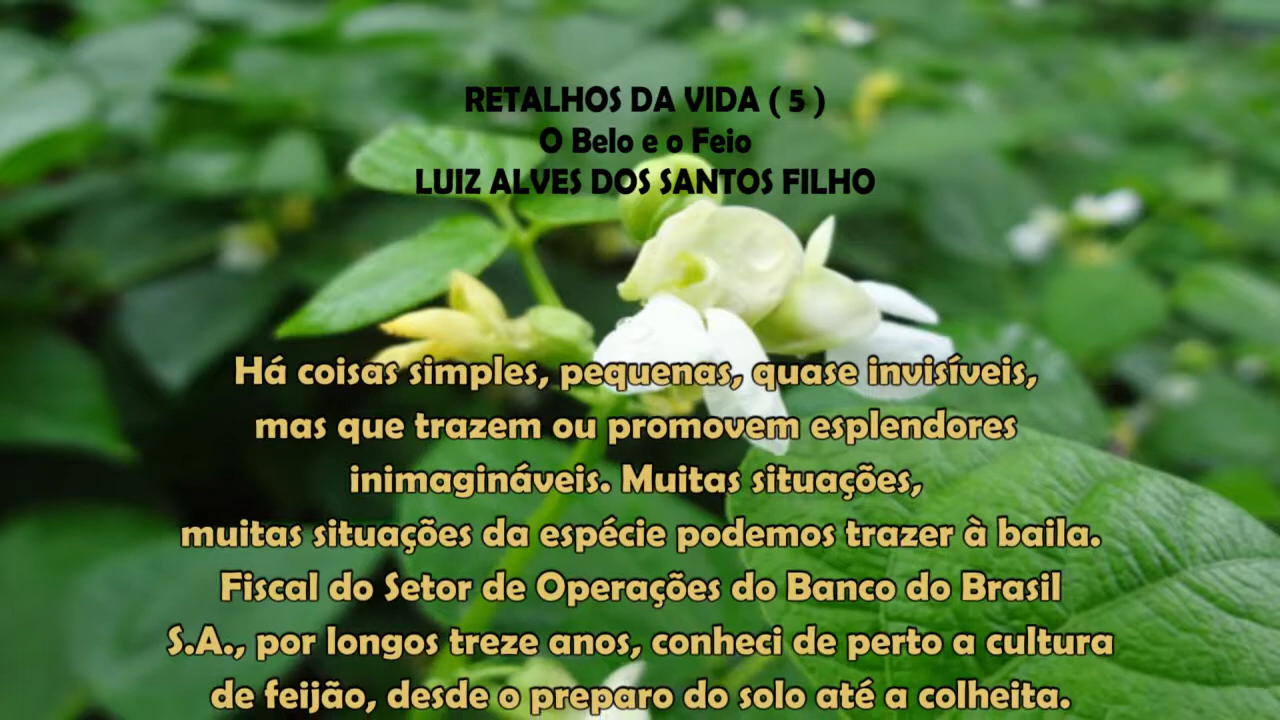 RETALHOS DA VIDA ( 5 )
O Belo e o Feio
LUIZ ALVES DOS SANTOS FILHO
Há coisas simples, pequenas, quase invisíveis,
mas que trazem ou promovem esplendores
inimagináveis. Muitas situações,
muitas situações da espécie podemos trazer à baila.
Fiscal do Setor de Operações do Banco do Brasil
S.A., por longos treze anos, conheci de perto a cultura
de feijão, desde o preparo do solo até a colheita.